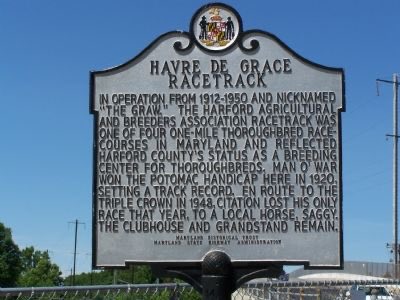 HAVRE DE GRACE
RACETRACK
IN OPERATION FROM 1912-1950 AND NICKNAMED
"THE GRAW," THE HARFORD AGRICULTURAL
AND BREEDERS ASSOCIATION RACETRACK WAS
ONE OF FOUR ONE-MILE THOROUGHBRED RACE-
COURSES IN MARYLAND AND REFLECTED
HARFORD COUNTY'S STATUS AS A BREEDING
CENTER FOR THOROUGHBREDS. MAN O' WAR
WON THE POTOMAC HANDICAP HERE IN 1920,
SETTING A TRACK RECORD. EN ROUTE TO THE
TRIPLE CROWN IN 1948, CITATION LOST HIS ONLY
RACE THAT YEAR, TO A LOCAL HORSE, SAGGY.
THE CLUBHOUSE AND GRANDSTAND REMAIN.
MARYLAND HISTORICAL TRUST
MARYLAND STATE HIGHWAY ADMINISTRATION